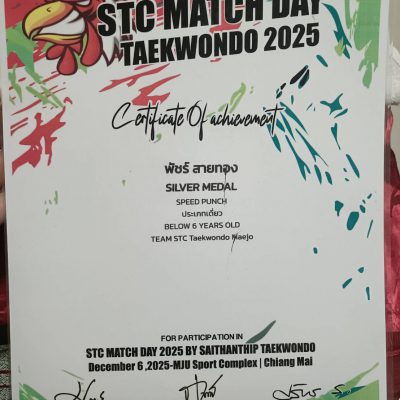 STC MATCH DAY
TAEKWONDO 2025
Certificate Of achievement
พัชร์ สายทอง
SILVER MEDAL
SPEED PUNCH
ประเภทเดี่ยว
BELOW 6 YEARS OLD
TEAM STC Taekwondo Maejo
FOR PARTICIPATION IN
STC MATCH DAY 2025 BY SAITHANTHIP TAEKWONDO
December 6 ,2025-MJU Sport Complex | Chiang Mai